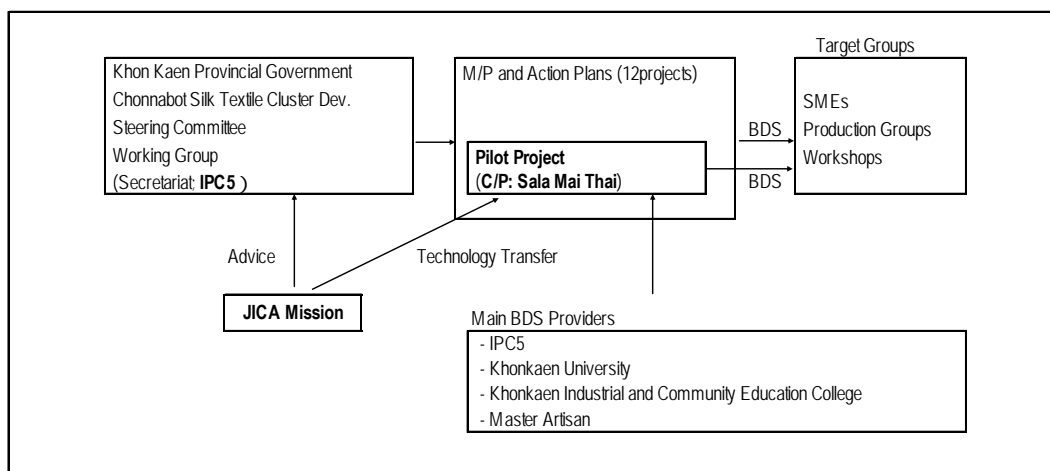 Target Groups
Khon Kaen Provincial Government
Chonnabot Silk Textile Cluster Dev.
Steering Committee
Working Group
(Secretariat; IPC5 )
M/P and Action Plans (12projects)
Pilot Project
(C/P: Sala Mai Thai)
BDS
BDS
SMEs
Production Groups
Workshops
Advice
Technology Transfer
JICA Mission
Main BDS Providers
- IPC5
- Khonkaen University
- Khonkaen Industrial and Community Education College
- Master Artisan